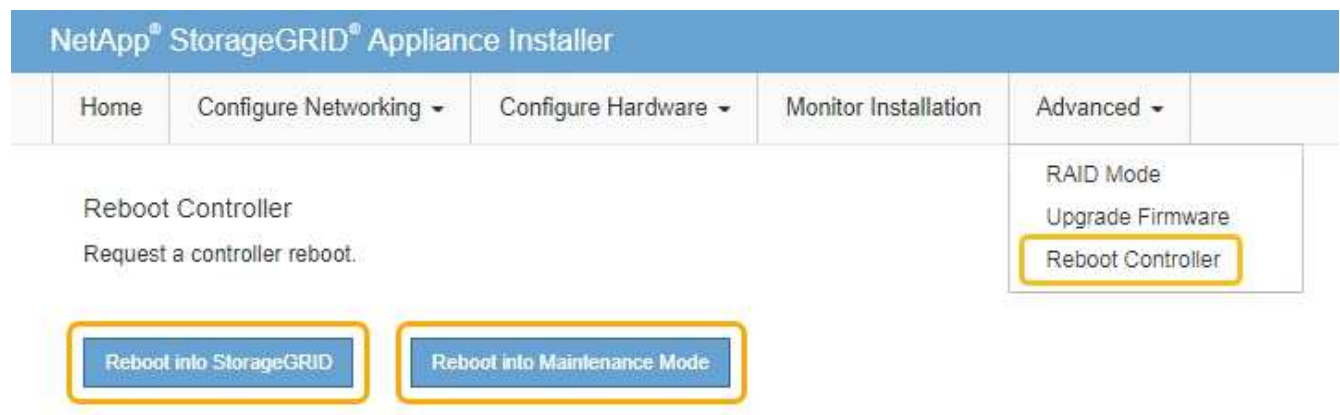 NetApp® StorageGRID® Appliance Installer
Home Configure Networking Configure Hardware Monitor Installation Advanced
RAID Mode
Upgrade Firmware
Reboot Controller
Reboot Controller
Request a controller reboot.
Reboot into StorageGRID Reboot into Maintenance Mode